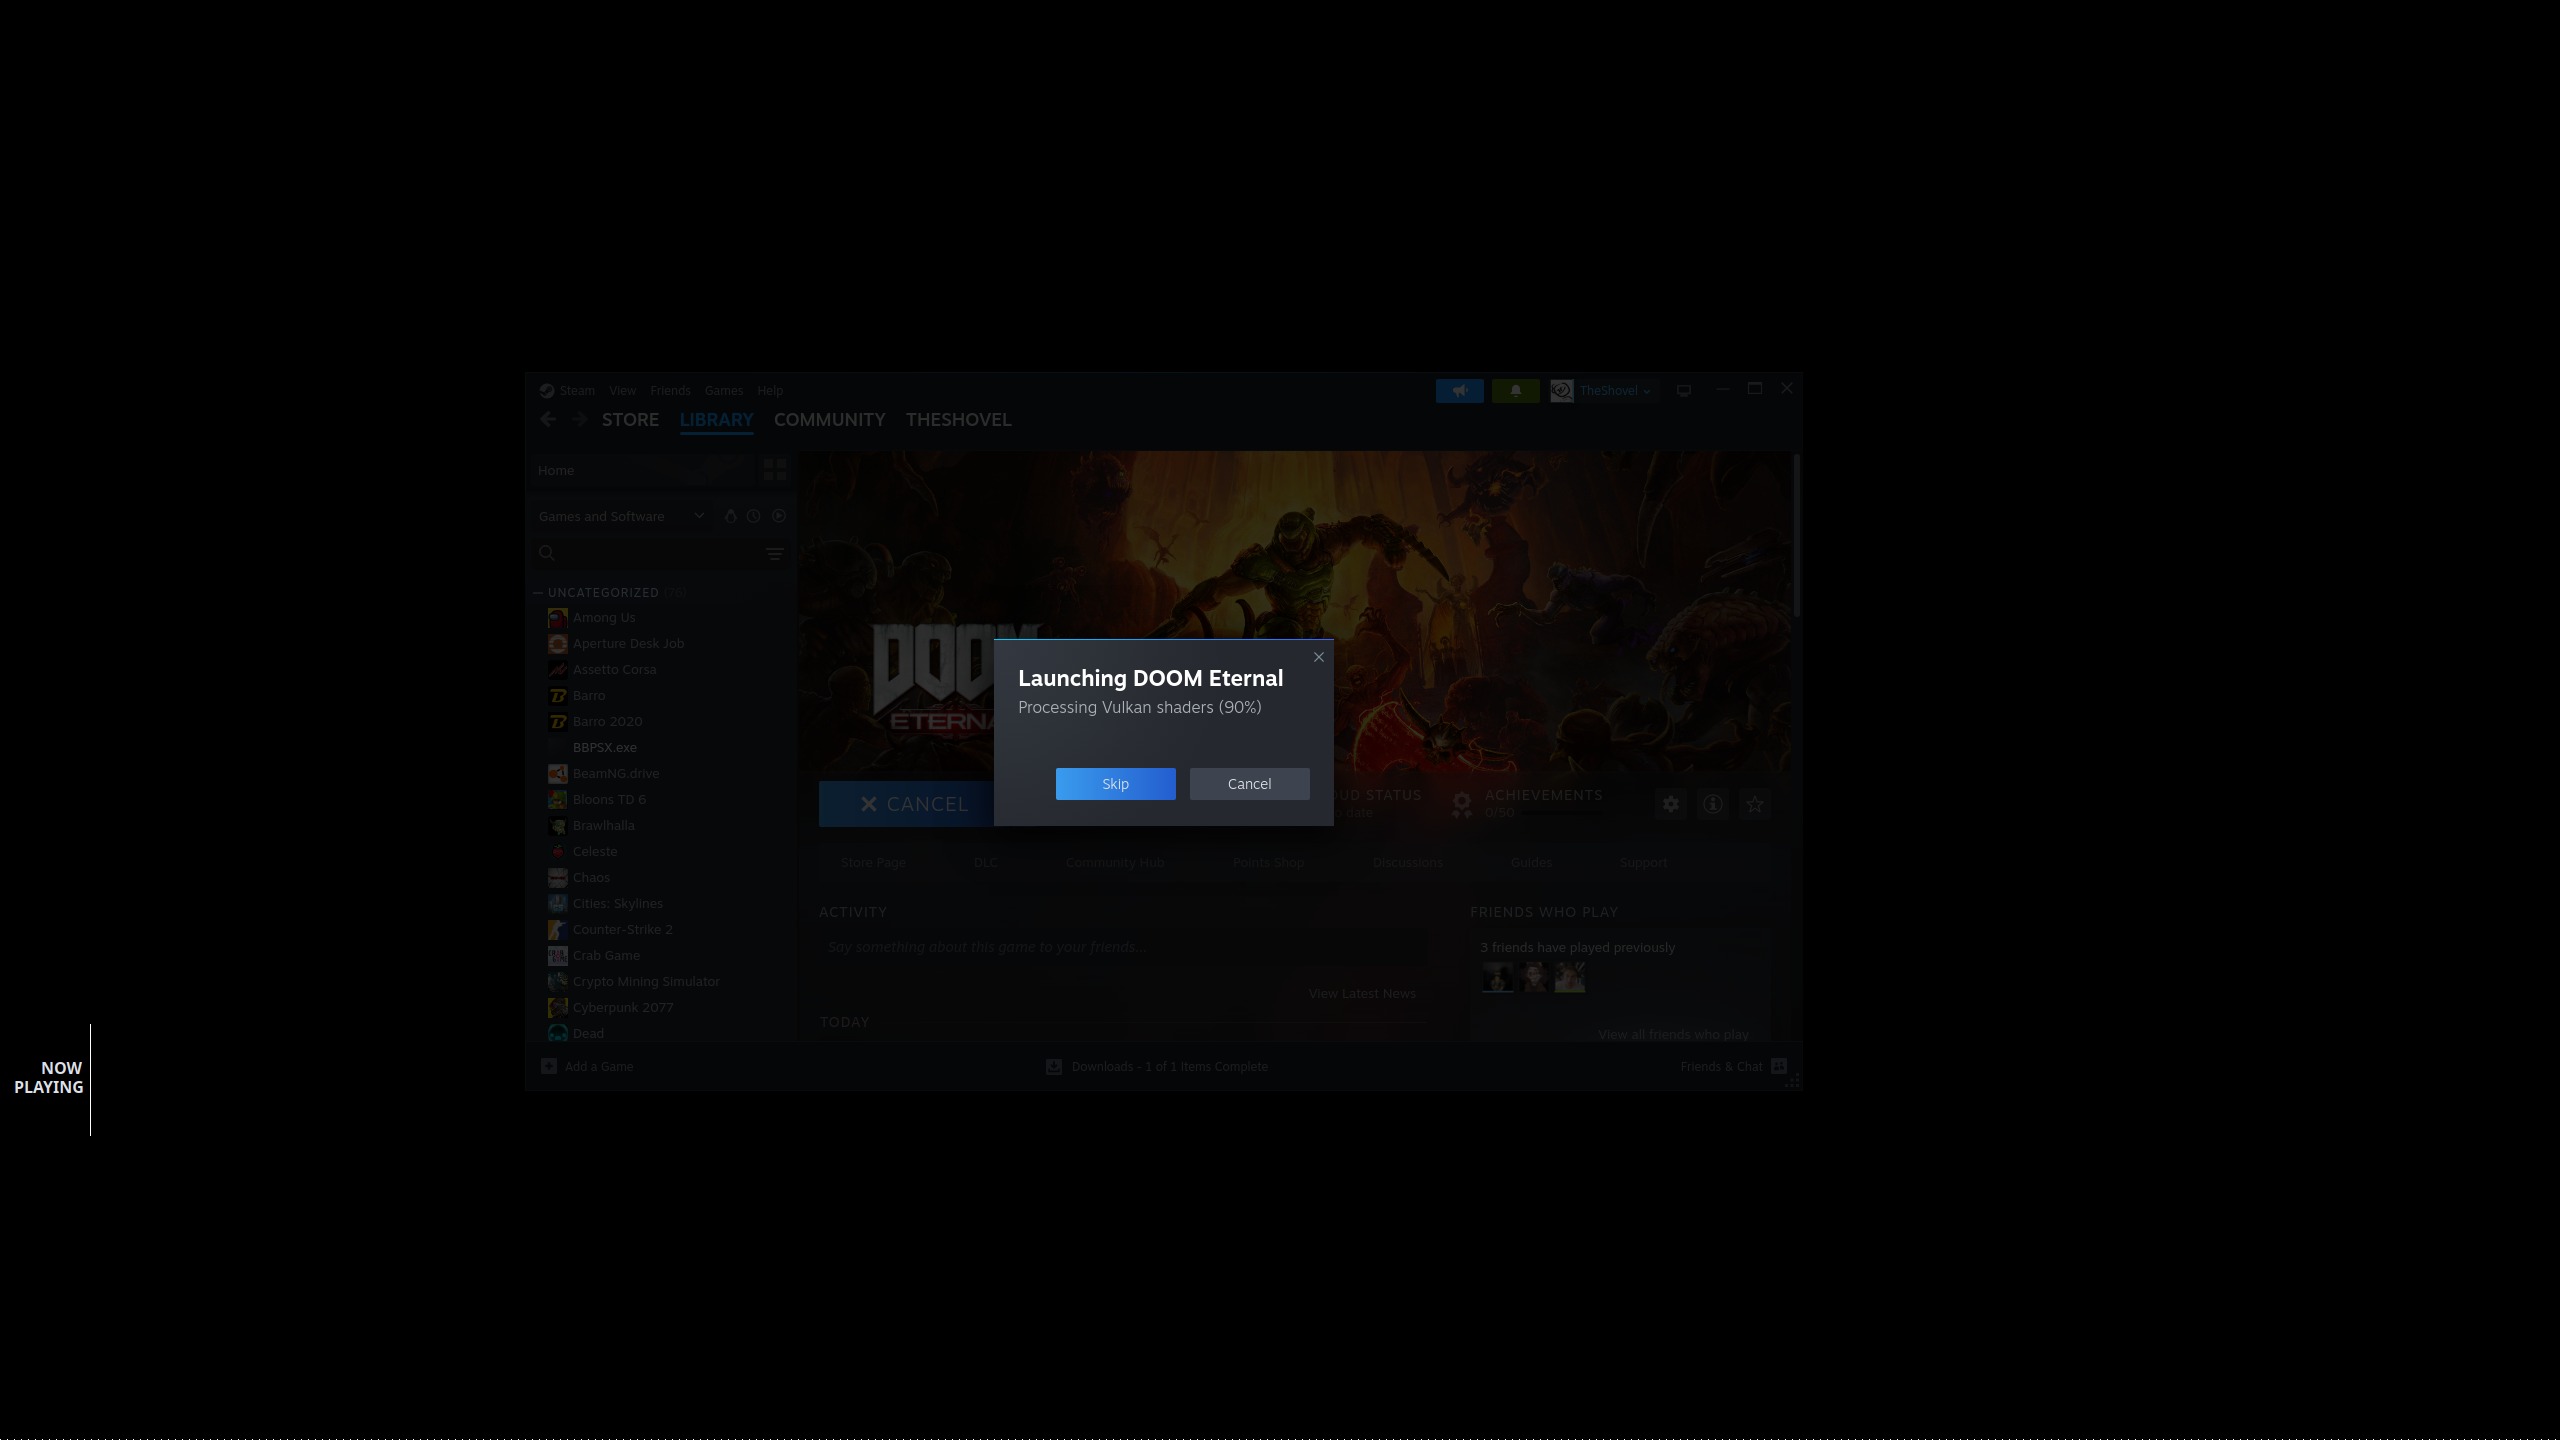 Steam View Friends Games Help
TheShovel
STORE LIBRARY COMMUNITY THESHOVEL
Home
Games and Software
UNCATEGORIZED (76)
Among Us
Aperture Desk Job
Assetto Corsa
Barro
Barro 2020
BBPSX.exe
BeamNG.drive
Bloons TD 6
Brawlhalla
Celeste
Chaos
Cities: Skylines
Counter-Strike 2
Crab Game
Crypto Mining Simulator
Cyberpunk 2077
Dead
Add a Game
DOOM
ETERNA
Launching DOOM Eternal
Processing Vulkan shaders (90%)
Skip Cancel
CANCEL
OUD STATUS
o date
ACHIEVEMENTS
0/50
Store Page DLC Community Hub Points Shop Discussions Guides Support
ACTIVITY
Say something about this game to your friends...
View Latest News
TODAY
FRIENDS WHO PLAY
3 friends have played previously
View all friends who play
Downloads - 1 of 1 Items Complete
Friends & Chat
NOW
PLAYING